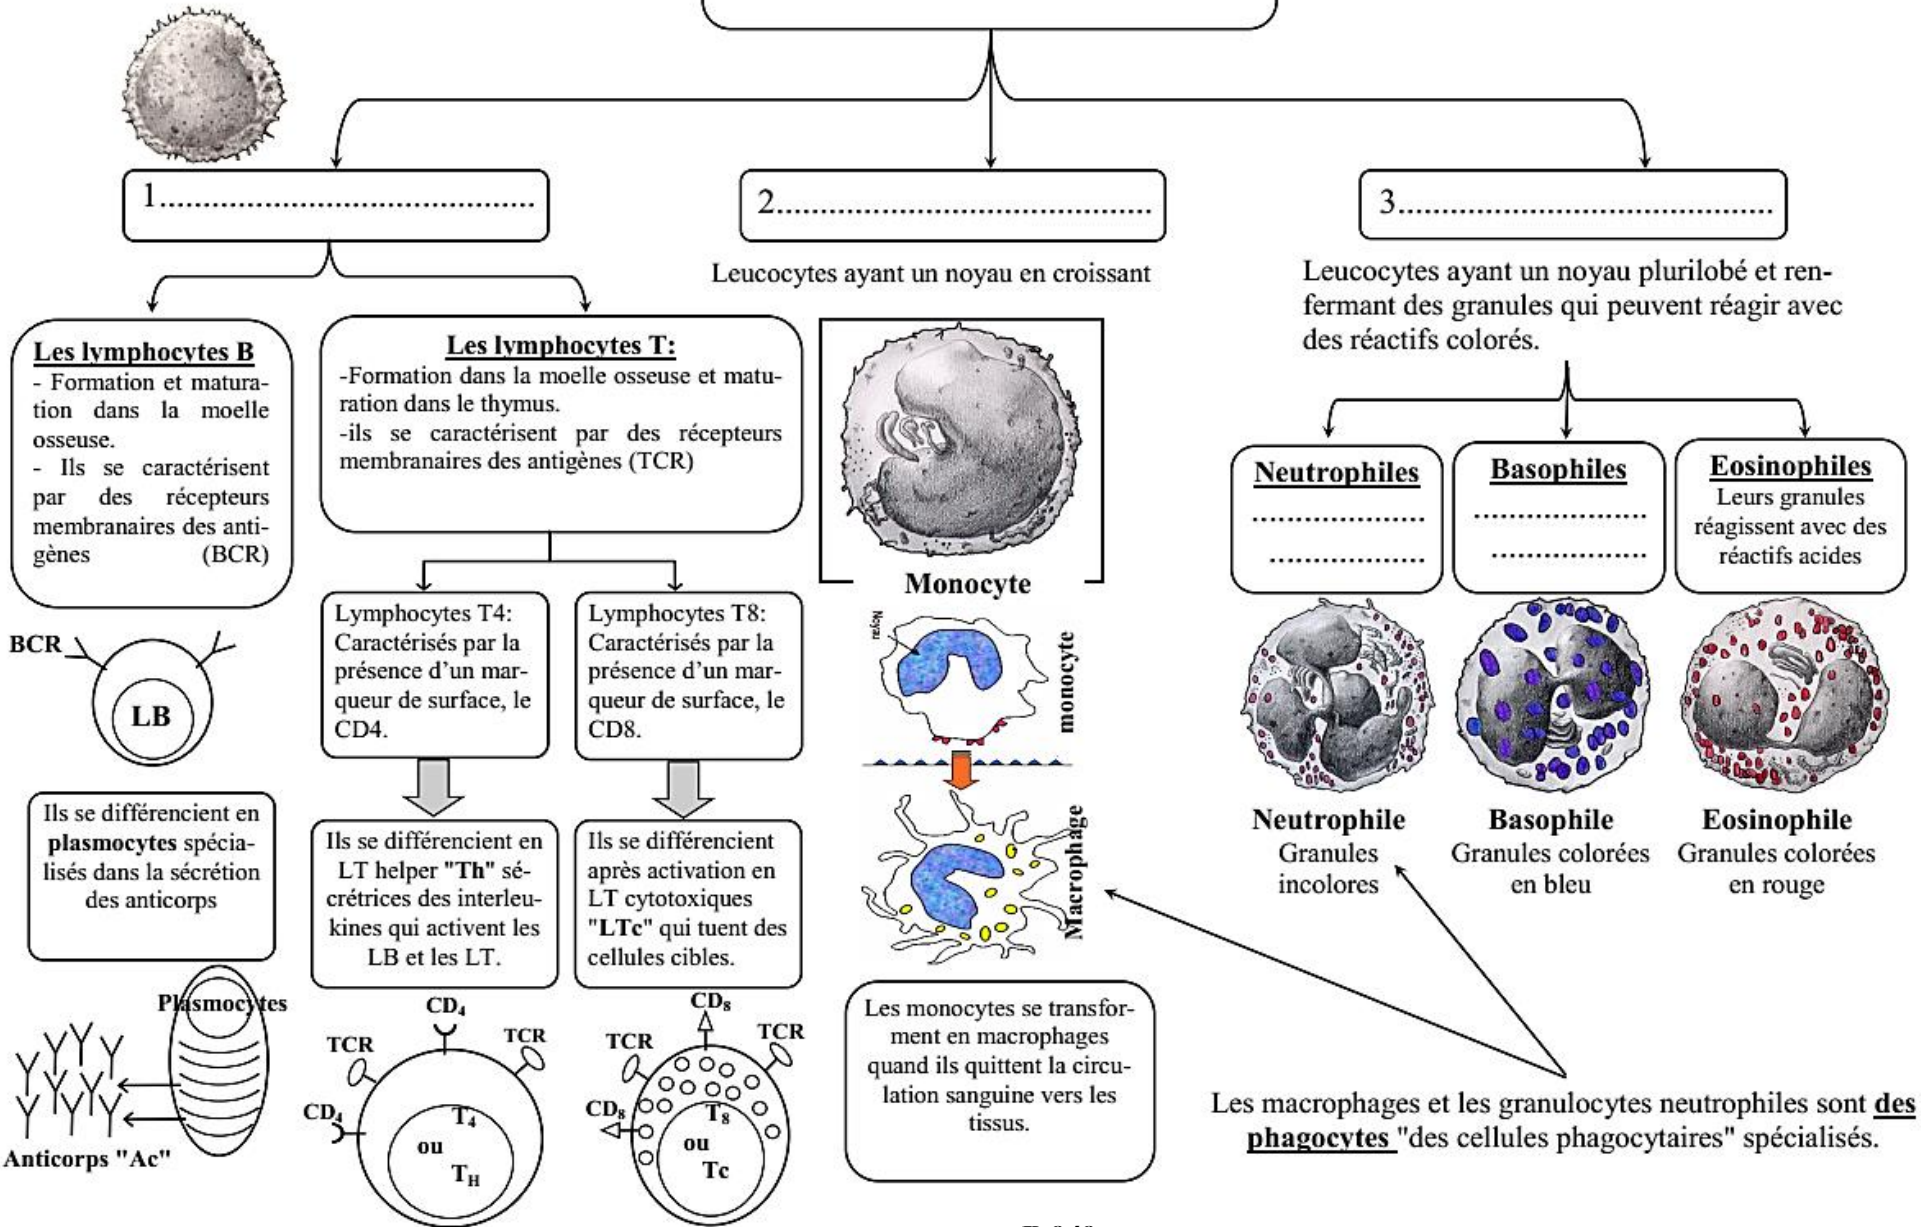 1....................................
2....................................
3....................................
Leucocytes ayant un noyau en croissant
Leucocytes ayant un noyau plurilobé et ren-
fermant des granules qui peuvent réagir avec
des réactifs colorés.
Les lymphocytes B
- Formation et matura-
tion dans la moelle
osseuse.
- Ils se caractérisent
par des récepteurs
membranaires des anti-
gènes (BCR)
Les lymphocytes T:
-Formation dans la moelle osseuse et matu-
ration dans le thymus.
-ils se caractérisent par des récepteurs
membranaires des antigènes (TCR)
Monocyte
Neutrophiles
....................
..................
Basophiles
....................
..................
Eosinophiles
Leurs granules
réagissent avec des
réactifs acides
BCR
LB
Lymphocytes T4:
Caractérisés par la
présence d'un mar-
queur de surface, le
CD4.
Lymphocytes T8:
Caractérisés par la
présence d'un mar-
queur de surface, le
CD8.
Noyau
monocyte
Macrophage
Neutrophile
Granules
incolores
Basophile
Granules colorées
en bleu
Eosinophile
Granules colorées
en rouge
Ils se différencient en
plasmocytes spécia-
lisés dans la sécrétion
des anticorps
Ils se différencient en
LT helper "Th" sé-
crétrices des interleu-
kines qui activent les
LB et les LT.
Ils se différencient
après activation en
LT cytotoxiques
"LTc" qui tuent des
cellules cibles.
Plasmocytes
Anticorps "Ac"
CD4
TCR
TCR
CD4
T4
ou
TH
CD8
TCR
TCR
CD8
T8
ou
Tc
Les monocytes se transfor-
ment en macrophages
quand ils quittent la circu-
lation sanguine vers les
tissus.
Les macrophages et les granulocytes neutrophiles sont des
phagocytes "des cellules phagocytaires" spécialisés.